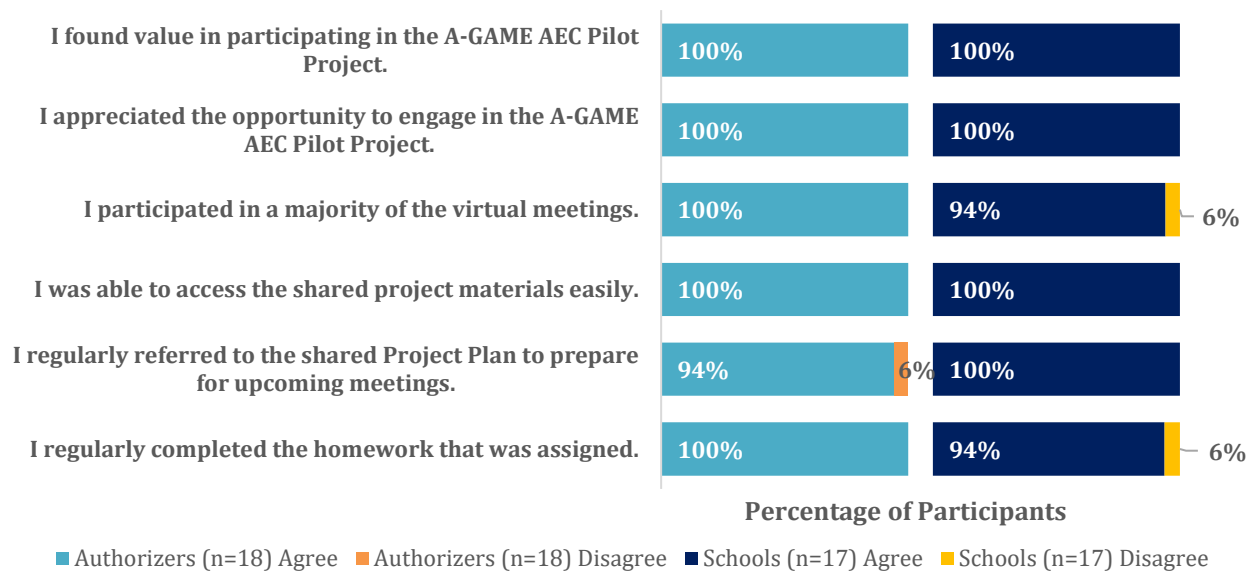 I found value in participating in the A-GAME AEC Pilot
Project.
100%
100%
I appreciated the opportunity to engage in the A-GAME
AEC Pilot Project.
100%
100%
I participated in a majority of the virtual meetings.
100%
94%
6%
I was able to access the shared project materials easily.
100%
100%
I regularly referred to the shared Project Plan to prepare
for upcoming meetings.
94%
6%
100%
I regularly completed the homework that was assigned.
100%
94%
6%
Percentage of Participants
Authorizers (n=18) Agree
Authorizers (n=18) Disagree
Schools (n=17) Agree
Schools (n=17) Disagree